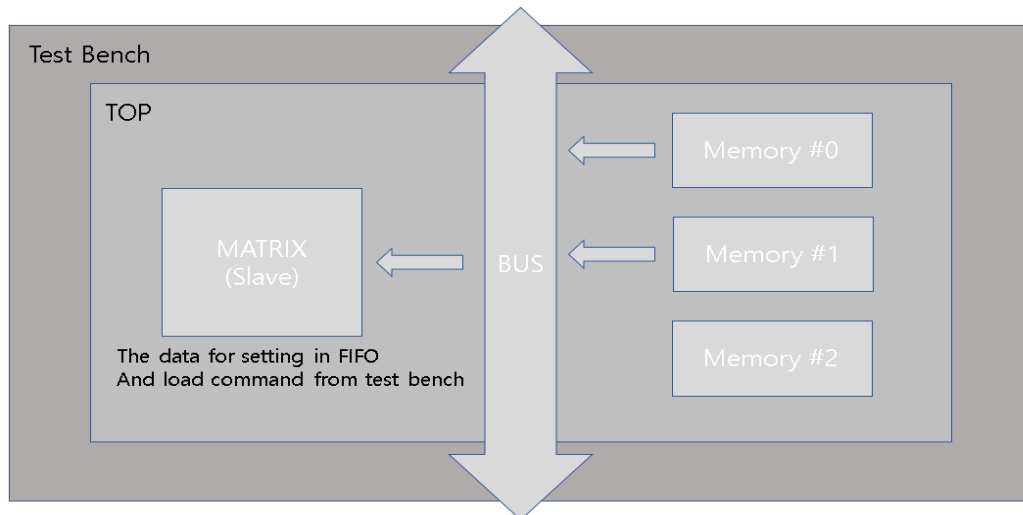 Test Bench
TOP
Memory #0
MATRIX
(Slave)
BUS
Memory #1
The data for setting in FIFO
And load command from test bench
Memory #2